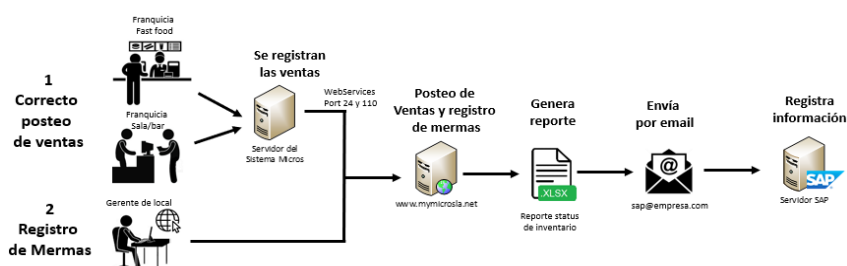 1
Correcto
posteo
de ventas
Franquicia
Fast food
Franquicia
Sala/bar
Se registran
las ventas
Servidor del
Sistema Micros
WebServices
Port 24 y 110
2
Registro
de Mermas
Gerente de local
Posteo de
Ventas y registro
de mermas
www.mymicrosla.net
Genera
reporte
XLSX
Reporte status
de inventario
Envía
por email
@
sap@empresa.com
Registra
información
SAP
Servidor SAP